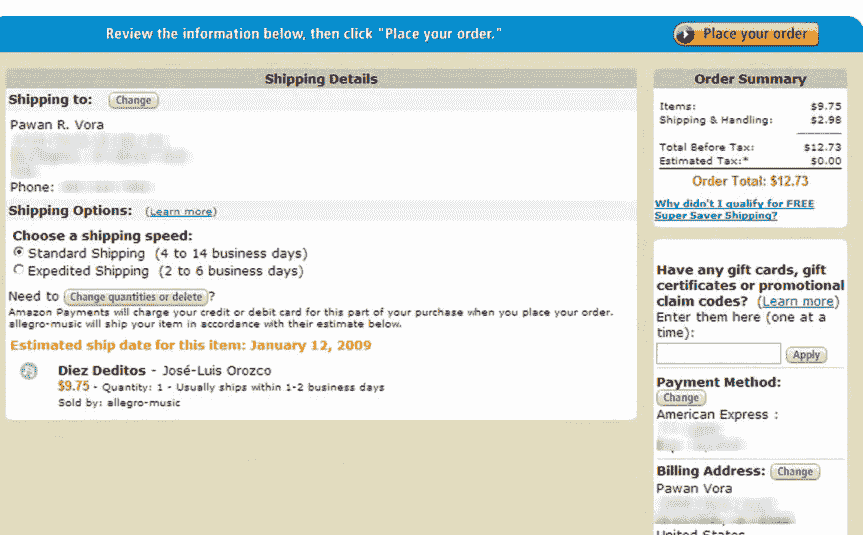 Review the information below, then click "Place your order."
Place your order
Shipping Details
Shipping to: Change
Pawan R. Vora
Phone:
Shipping Options: (Learn more)
Choose a shipping speed:
Standard Shipping (4 to 14 business days)
Expedited Shipping (2 to 6 business days)
Need to Change quantities or delete ?
Amazon Payments will charge your credit or debit card for this part of your purchase when you place your order.
allegro-music will ship your item in accordance with their estimate below.
Estimated ship date for this item: January 12, 2009
Diez Deditos - José-Luis Orozco
$9.75 - Quantity: 1 - Usually ships within 1-2 business days
Sold by: allegro-music
Order Summary
Items: $9.75
Shipping & Handling: $2.98
Total Before Tax: $12.73
Estimated Tax:* $0.00
Order Total: $12.73
Why didn't I qualify for FREE
Super Saver Shipping?
Have any gift cards, gift
certificates or promotional
claim codes? (Learn more)
Enter them here (one at a
time):
Apply
Payment Method:
Change
American Express :
Billing Address: Change
Pawan Vora
United States